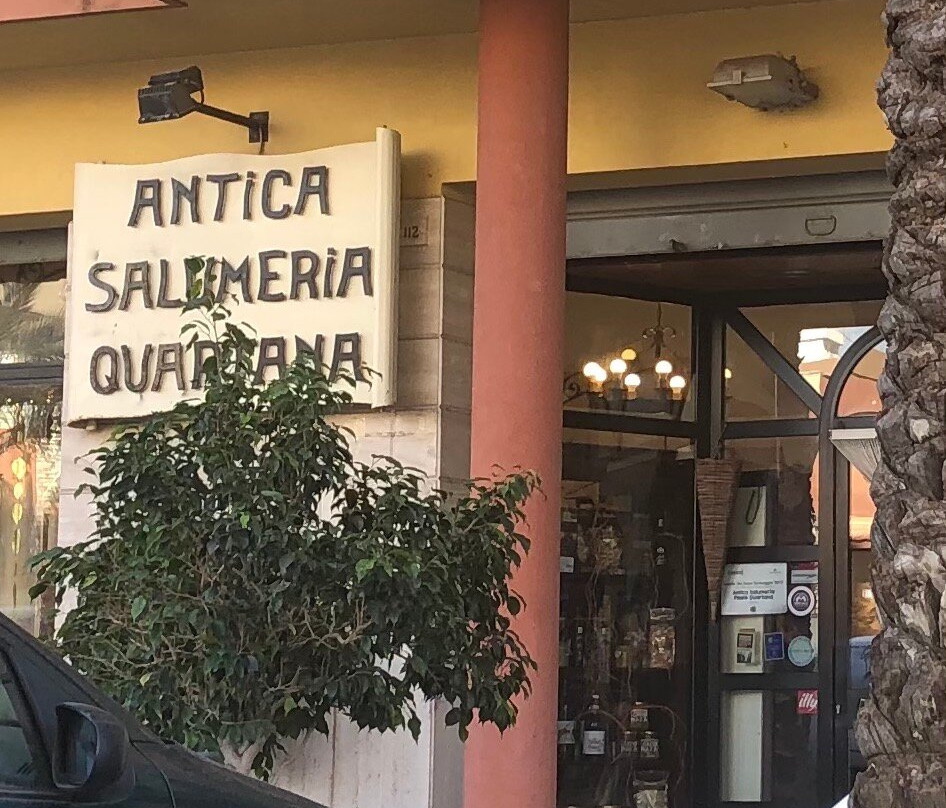 ANTiCA
SALUMERiA
QUARTANA
112
Antica Salumeria
illy